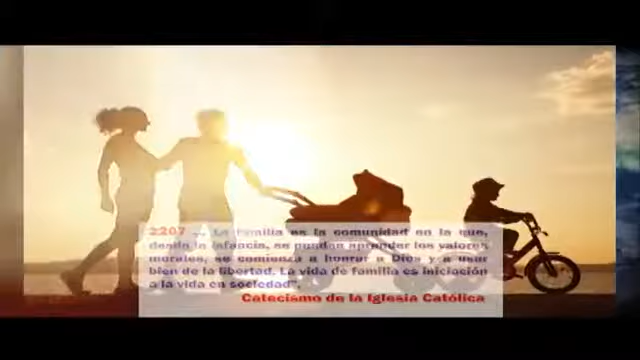 2207 ... La familia es la comunidad en la que,
desde la infancia, se pueden aprender los valores
morales, se comienza a honrar a Dios y a usar
bien de la libertad. La vida de familia es iniciación
a la vida en sociedad".
Catecismo de la Iglesia Católica